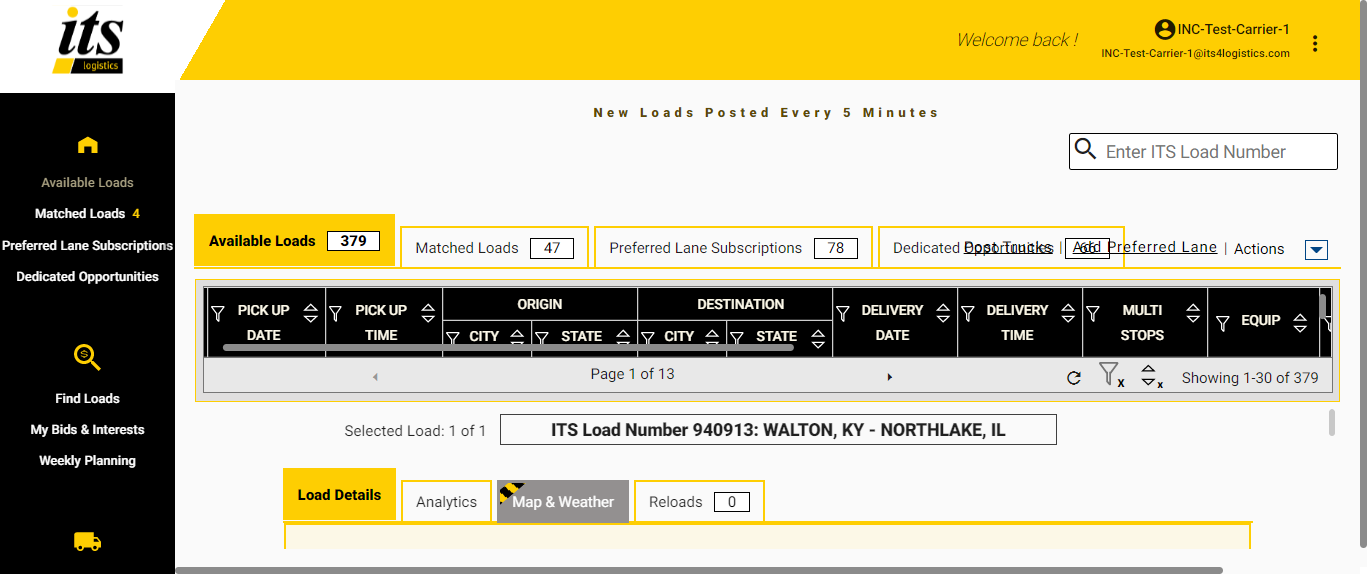 its
logistics
Welcome back !
INC-Test-Carrier-1
INC-Test-Carrier-1@its4logistics.com
New Loads Posted Every 5 Minutes
Enter ITS Load Number
Available Loads
Matched Loads 4
Preferred Lane Subscriptions
Dedicated Opportunities
Find Loads
My Bids & Interests
Weekly Planning
Available Loads 379
Matched Loads 47
Preferred Lane Subscriptions 78
Dedicated Opportunities 66
Post Trucks | Add Preferred Lane | Actions
PICK UP DATE
PICK UP TIME
ORIGIN
CITY
STATE
DESTINATION
CITY
STATE
DELIVERY DATE
DELIVERY TIME
MULTI STOPS
EQUIP
Page 1 of 13
x
x
Showing 1-30 of 379
Selected Load: 1 of 1
ITS Load Number 940913: WALTON, KY - NORTHLAKE, IL
Load Details
Analytics
Map & Weather
Reloads 0